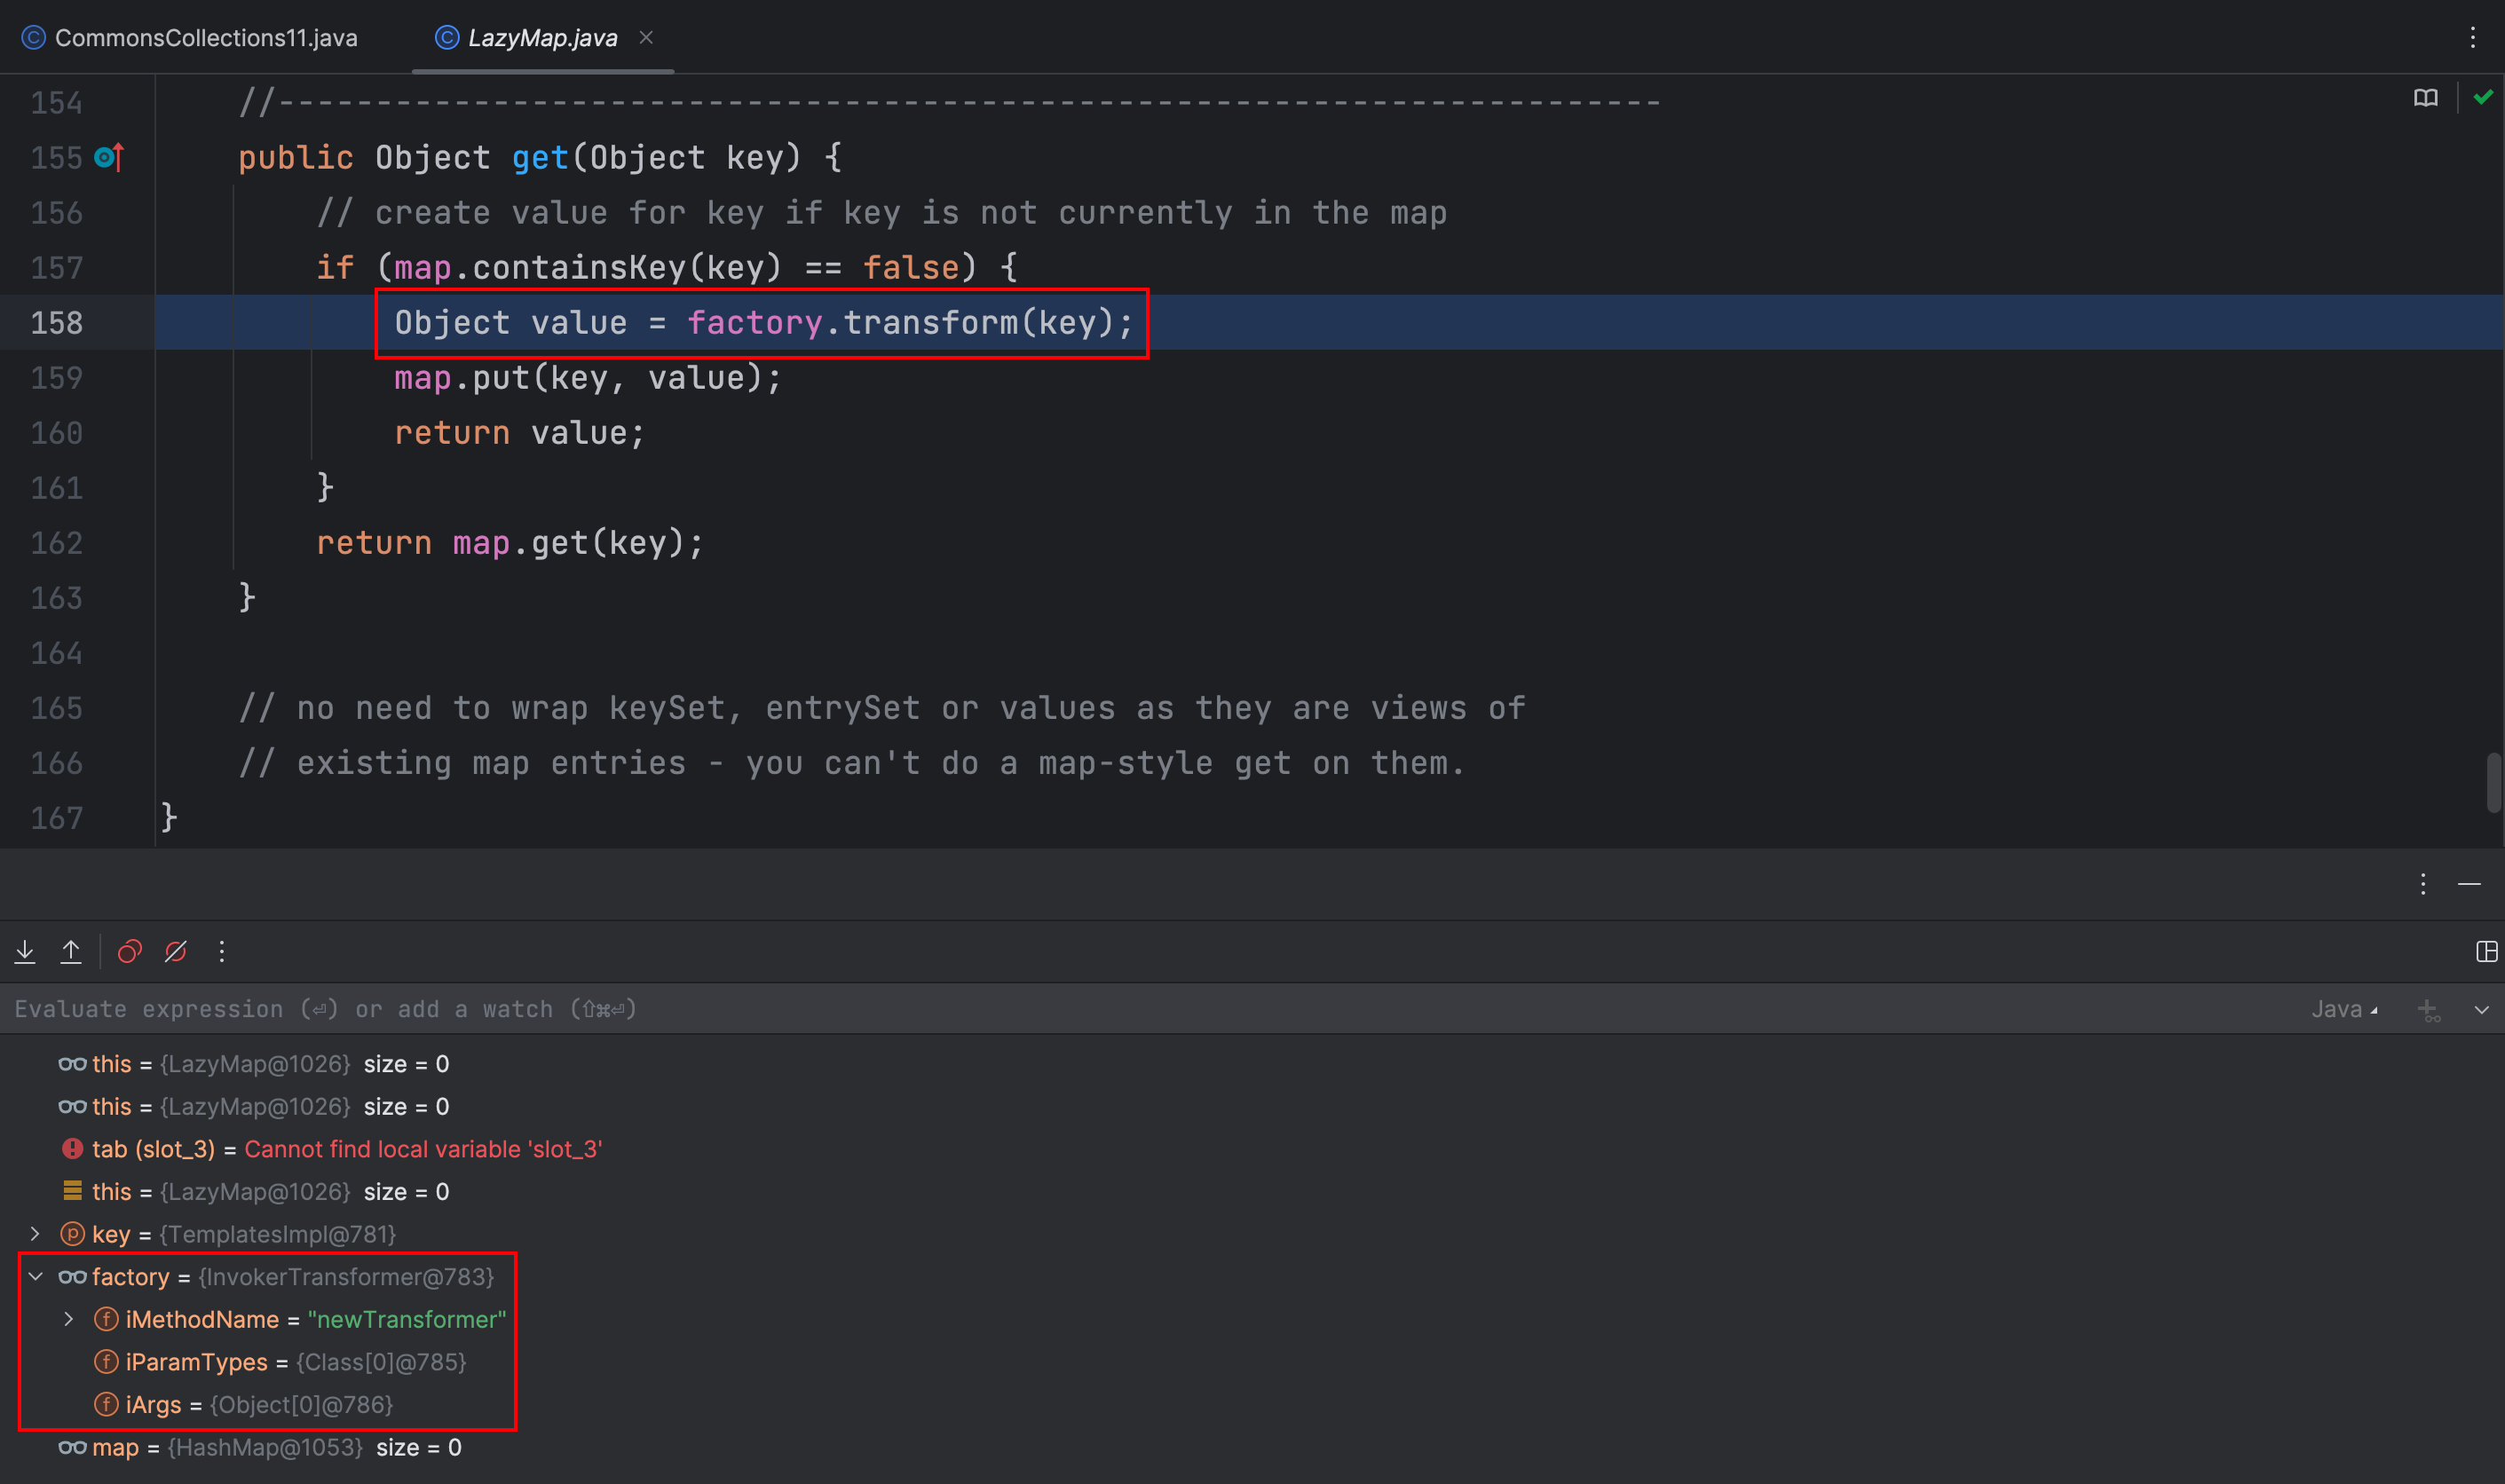 CommonsCollections11.java LazyMap.java
154 //-----------------------------------------------------------------------
155 public Object get(Object key) {
156 // create value for key if key is not currently in the map
157 if (map.containsKey(key) == false) {
158 Object value = factory.transform(key);
159 map.put(key, value);
160 return value;
161 }
162 return map.get(key);
163 }
164
165 // no need to wrap keySet, entrySet or values as they are views of
166 // existing map entries - you can't do a map-style get on them.
167 }
Evaluate expression (⏎) or add a watch (⇧⌘⏎) Java
this = {LazyMap@1026} size = 0
this = {LazyMap@1026} size = 0
tab (slot_3) = Cannot find local variable 'slot_3'
this = {LazyMap@1026} size = 0
key = {TemplatesImpl@781}
factory = {InvokerTransformer@783}
iMethodName = "newTransformer"
iParamTypes = {Class[0]@785}
iArgs = {Object[0]@786}
map = {HashMap@1053} size = 0